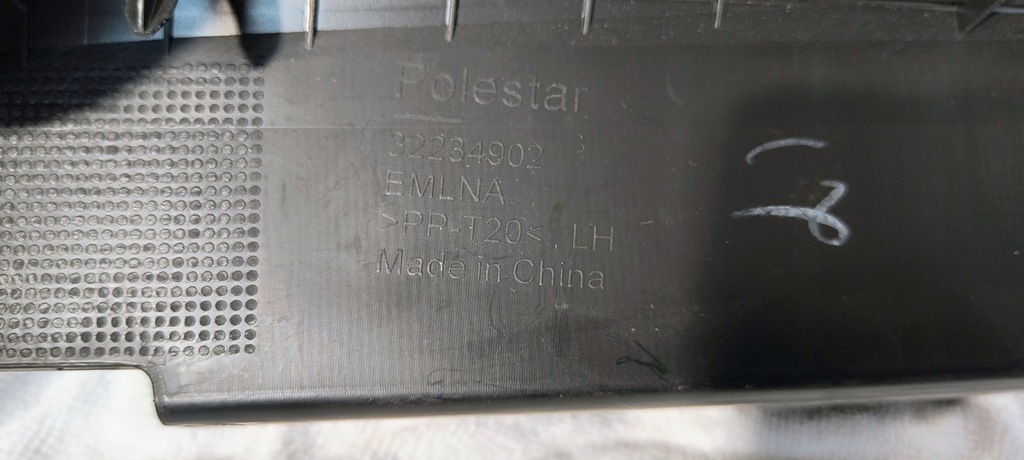 Polestar
32234902
EMLNA
>PP-T20<, LH
Made in China